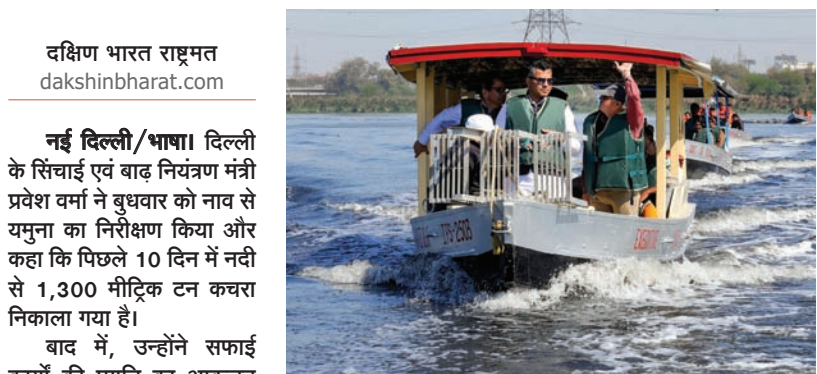 दक्षिण भारत राष्ट्रमत
dakshinbharat.com
नई दिल्ली/भाषा। दिल्ली
के सिंचाई एवं बाढ़ नियंत्रण मंत्री
प्रवेश वर्मा ने बुधवार को नाव से
यमुना का निरीक्षण किया और
कहा कि पिछले 10 दिन में नदी
से 1,300 मीट्रिक टन कचरा
निकाला गया है।
बाद में, उन्होंने सफाई